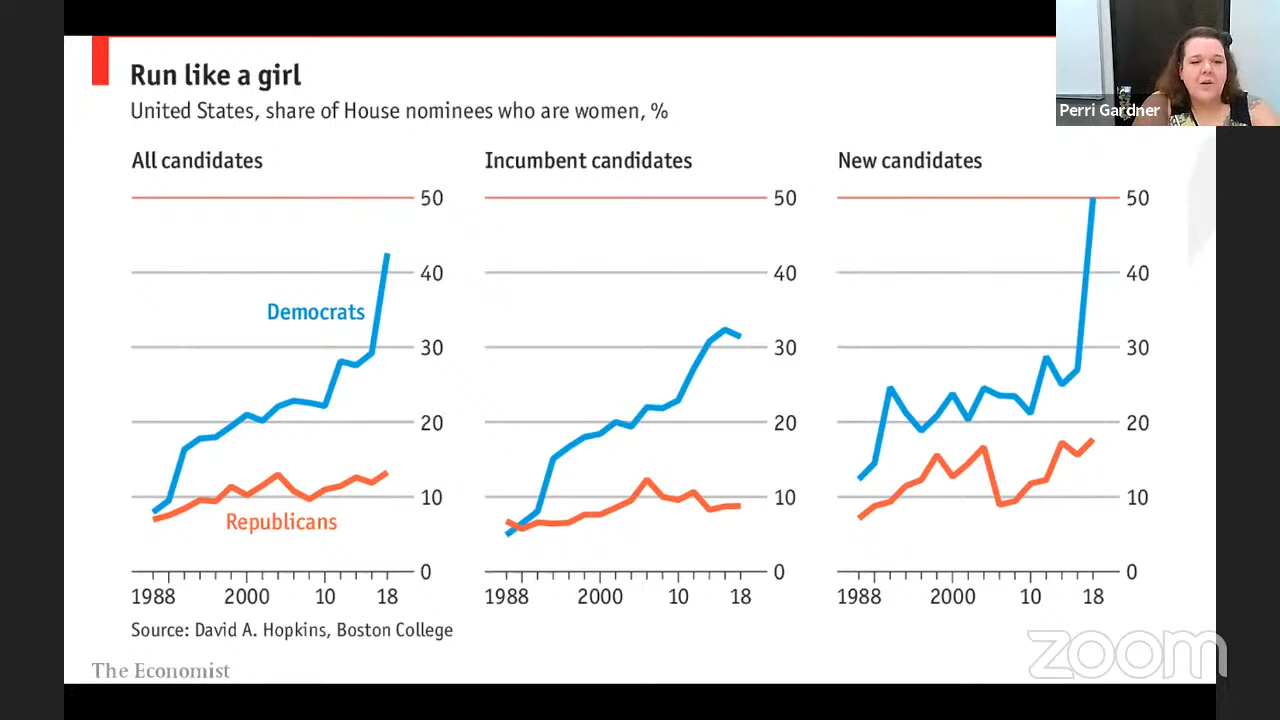 Run like a girl
United States, share of House nominees who are women, %
Perri Gardner
All candidates
50
40
30
20
10
0
Democrats
Republicans
1988 2000 10 18
Incumbent candidates
50
40
30
20
10
0
1988 2000 10 18
New candidates
50
40
30
20
10
0
1988 2000 10 18
Source: David A. Hopkins, Boston College
The Economist
zoom